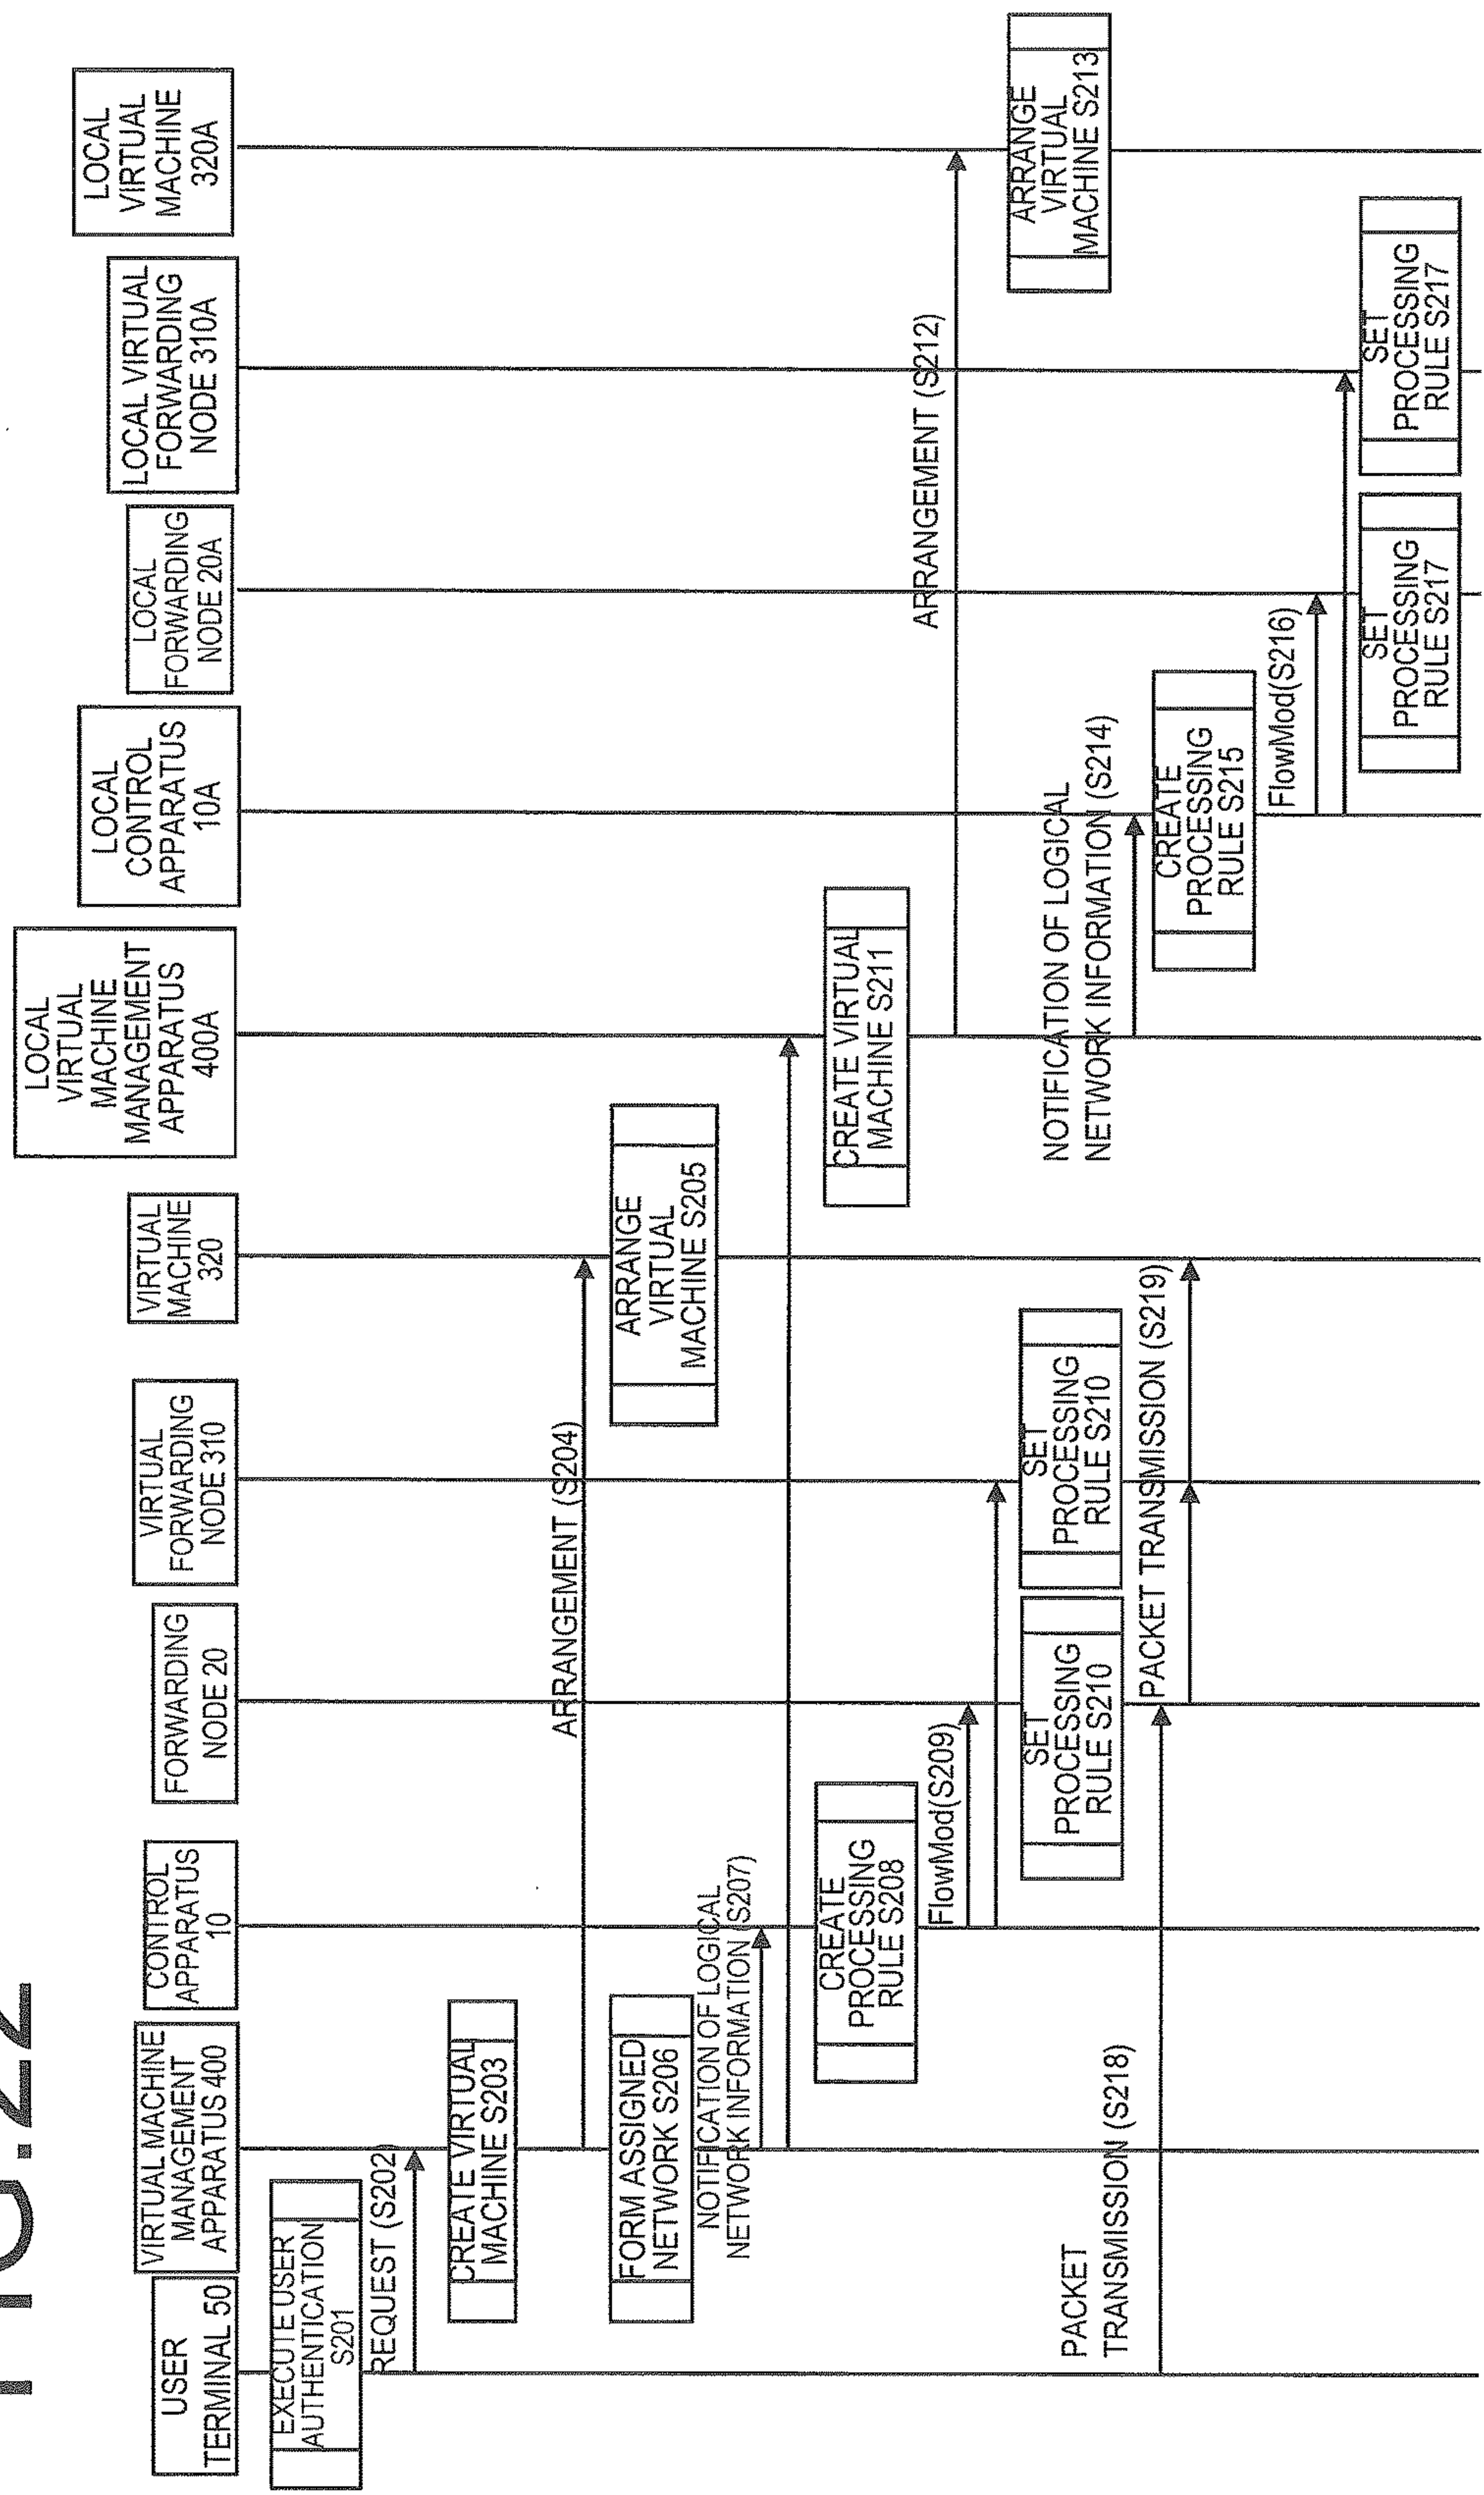 FIG.22
USER
TERMINAL 50
VIRTUAL MACHINE
MANAGEMENT
APPARATUS 400
CONTROL
APPARATUS
10
FORWARDING
NODE 20
VIRTUAL
FORWARDING
NODE 310
VIRTUAL
MACHINE
320
LOCAL
VIRTUAL
MACHINE
MANAGEMENT
APPARATUS
400A
LOCAL
CONTROL
APPARATUS
10A
LOCAL
FORWARDING
NODE 20A
LOCAL VIRTUAL
FORWARDING
NODE 310A
LOCAL
VIRTUAL
MACHINE
320A
EXECUTE USER
AUTHENTICATION
S201
REQUEST (S202)
CREATE VIRTUAL
MACHINE S203
ARRANGEMENT (S204)
ARRANGE
VIRTUAL
MACHINE S205
FORM ASSIGNED
NETWORK S206
NOTIFICATION OF LOGICAL
NETWORK INFORMATION (S207)
CREATE
PROCESSING
RULE S208
FlowMod(S209)
SET
PROCESSING
RULE S210
SET
PROCESSING
RULE S210
CREATE VIRTUAL
MACHINE S211
ARRANGEMENT (S212)
ARRANGE
VIRTUAL
MACHINE S213
NOTIFICATION OF LOGICAL
NETWORK INFORMATION (S214)
CREATE
PROCESSING
RULE S215
FlowMod(S216)
SET
PROCESSING
RULE S217
SET
PROCESSING
RULE S217
PACKET
TRANSMISSION (S218)
PACKET TRANSMISSION (S219)